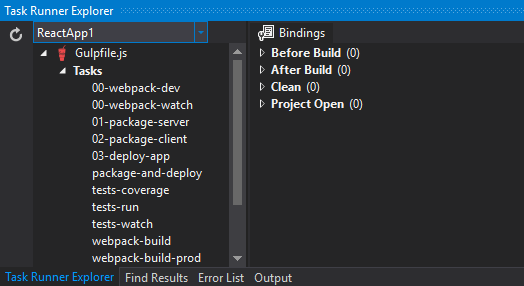 Task Runner Explorer
ReactApp1
Gulpfile.js
Tasks
00-webpack-dev
00-webpack-watch
01-package-server
02-package-client
03-deploy-app
package-and-deploy
tests-coverage
tests-run
tests-watch
webpack-build
webpack-build-prod
Bindings
Before Build (0)
After Build (0)
Clean (0)
Project Open (0)
Task Runner Explorer Find Results Error List Output